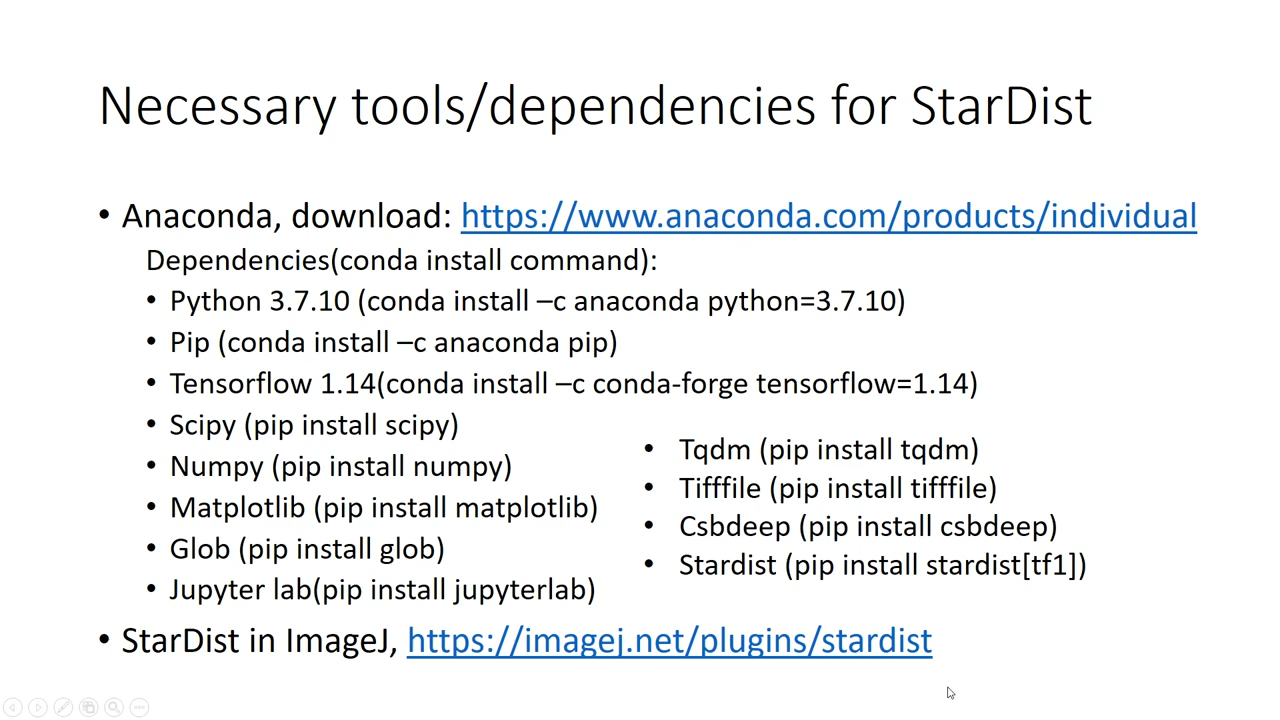 Necessary tools/dependencies for StarDist
• Anaconda, download: https://www.anaconda.com/products/individual
Dependencies(conda install command):
• Python 3.7.10 (conda install –c anaconda python=3.7.10)
• Pip (conda install –c anaconda pip)
• Tensorflow 1.14(conda install –c conda-forge tensorflow=1.14)
• Scipy (pip install scipy)
• Numpy (pip install numpy)
• Matplotlib (pip install matplotlib)
• Glob (pip install glob)
• Jupyter lab(pip install jupyterlab)
• Tqdm (pip install tqdm)
• Tifffile (pip install tifffile)
• Csbdeep (pip install csbdeep)
• Stardist (pip install stardist[tf1])
• StarDist in ImageJ, https://imagej.net/plugins/stardist